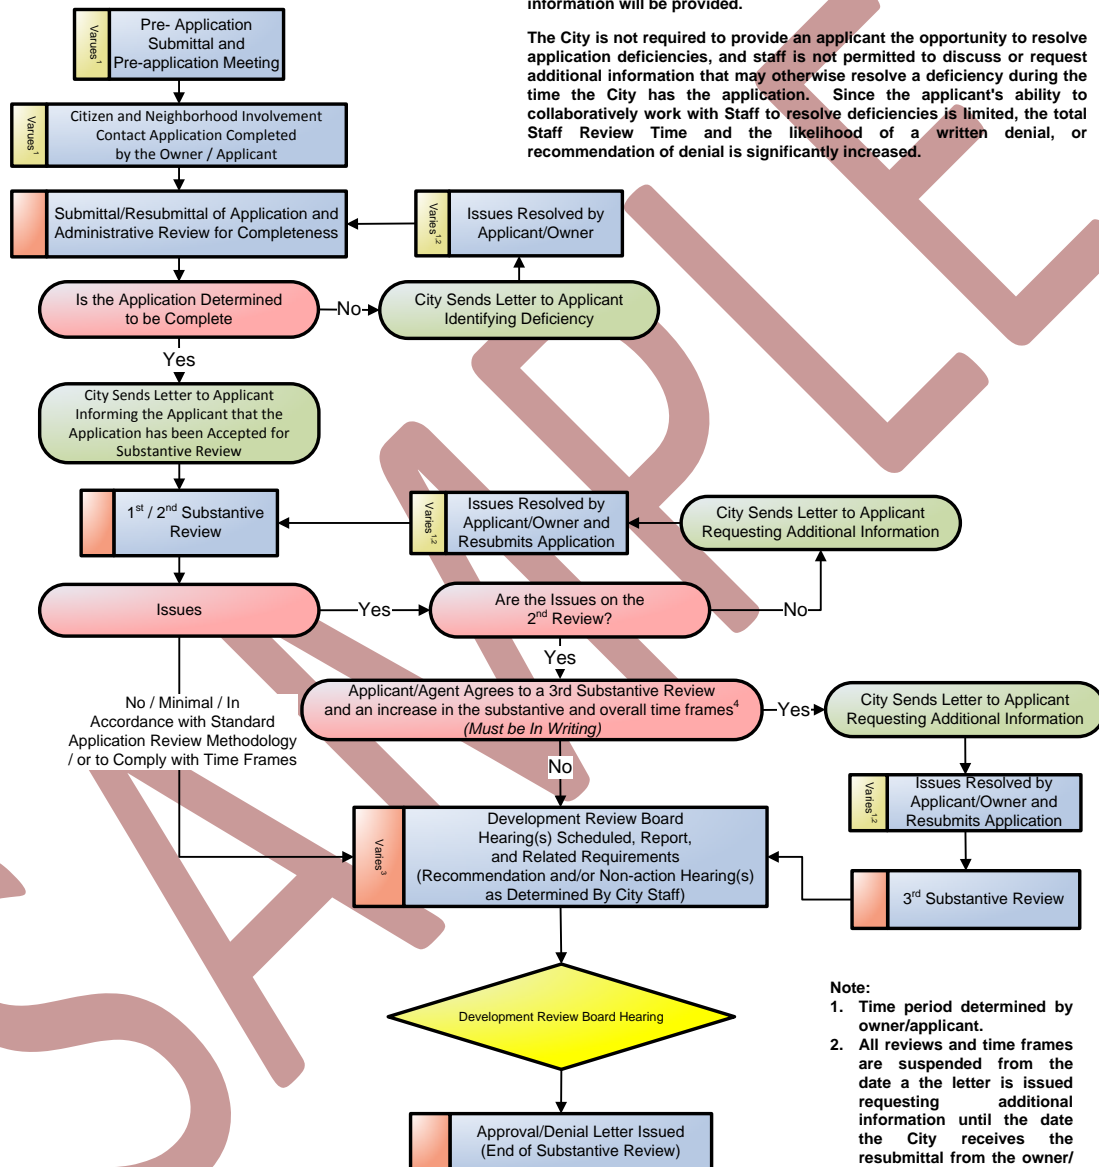 information will be provided.
The City is not required to provide an applicant the opportunity to resolve
application deficiencies, and staff is not permitted to discuss or request
additional information that may otherwise resolve a deficiency during the
time the City has the application. Since the applicant's ability to
collaboratively work with Staff to resolve deficiencies is limited, the total
Staff Review Time and the likelihood of a written denial, or
recommendation of denial is significantly increased.
Varues1
Pre- Application
Submittal and
Pre-application Meeting
Varues1
Citizen and Neighborhood Involvement
Contact Application Completed
by the Owner / Applicant
Submittal/Resubmittal of Application and
Administrative Review for Completeness
Varies1,2
Issues Resolved by
Applicant/Owner
Is the Application Determined
to be Complete
No
City Sends Letter to Applicant
Identifying Deficiency
Yes
City Sends Letter to Applicant
Informing the Applicant that the
Application has been Accepted for
Substantive Review
1st / 2nd Substantive
Review
Varies1,2
Issues Resolved by
Applicant/Owner and
Resubmits Application
City Sends Letter to Applicant
Requesting Additional Information
Issues
Yes
Are the Issues on the
2nd Review?
No
Yes
No / Minimal / In
Accordance with Standard
Application Review Methodology
/ or to Comply with Time Frames
Applicant/Agent Agrees to a 3rd Substantive Review
and an increase in the substantive and overall time frames4
(Must be In Writing)
Yes
City Sends Letter to Applicant
Requesting Additional Information
No
Varies1,2
Issues Resolved by
Applicant/Owner and
Resubmits Application
Varies3
Development Review Board
Hearing(s) Scheduled, Report,
and Related Requirements
(Recommendation and/or Non-action Hearing(s)
as Determined By City Staff)
3rd Substantive Review
Development Review Board Hearing
Approval/Denial Letter Issued
(End of Substantive Review)
Note:
1. Time period determined by
owner/applicant.
2. All reviews and time frames
are suspended from the
date a the letter is issued
requesting additional
information until the date
the City receives the
resubmittal from the owner/
SAMPLE